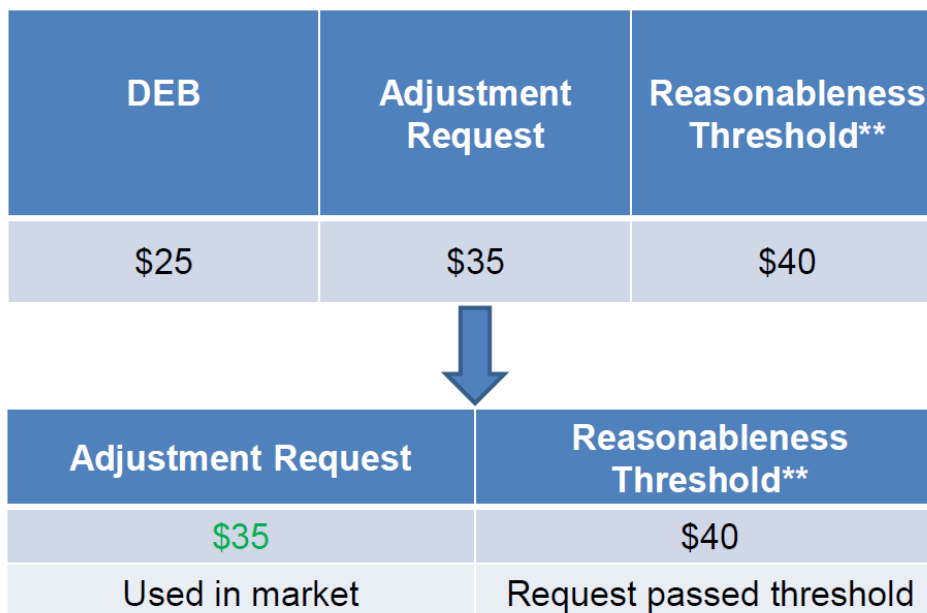 DEB
Adjustment
Request
Reasonableness
Threshold**
$25
$35
$40
Adjustment Request
Reasonableness
Threshold**
$35
$40
Used in market
Request passed threshold